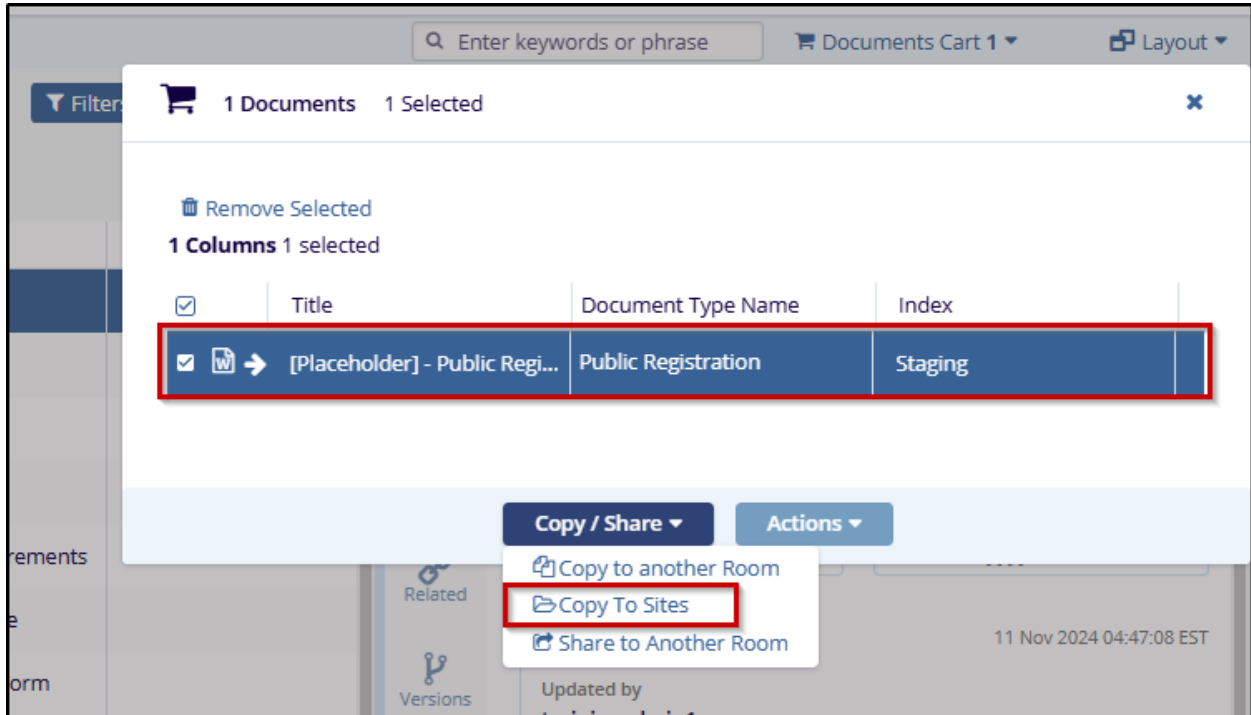 Enter keywords or phrase
Documents Cart 1
Layout
Filter
1 Documents 1 Selected
Remove Selected
1 Columns 1 selected
Title Document Type Name Index
[Placeholder] - Public Regi... Public Registration Staging
Copy / Share Actions
Copy to another Room
Copy To Sites
Share to Another Room
rements
e
orm
Related
Versions
11 Nov 2024 04:47:08 EST
Updated by